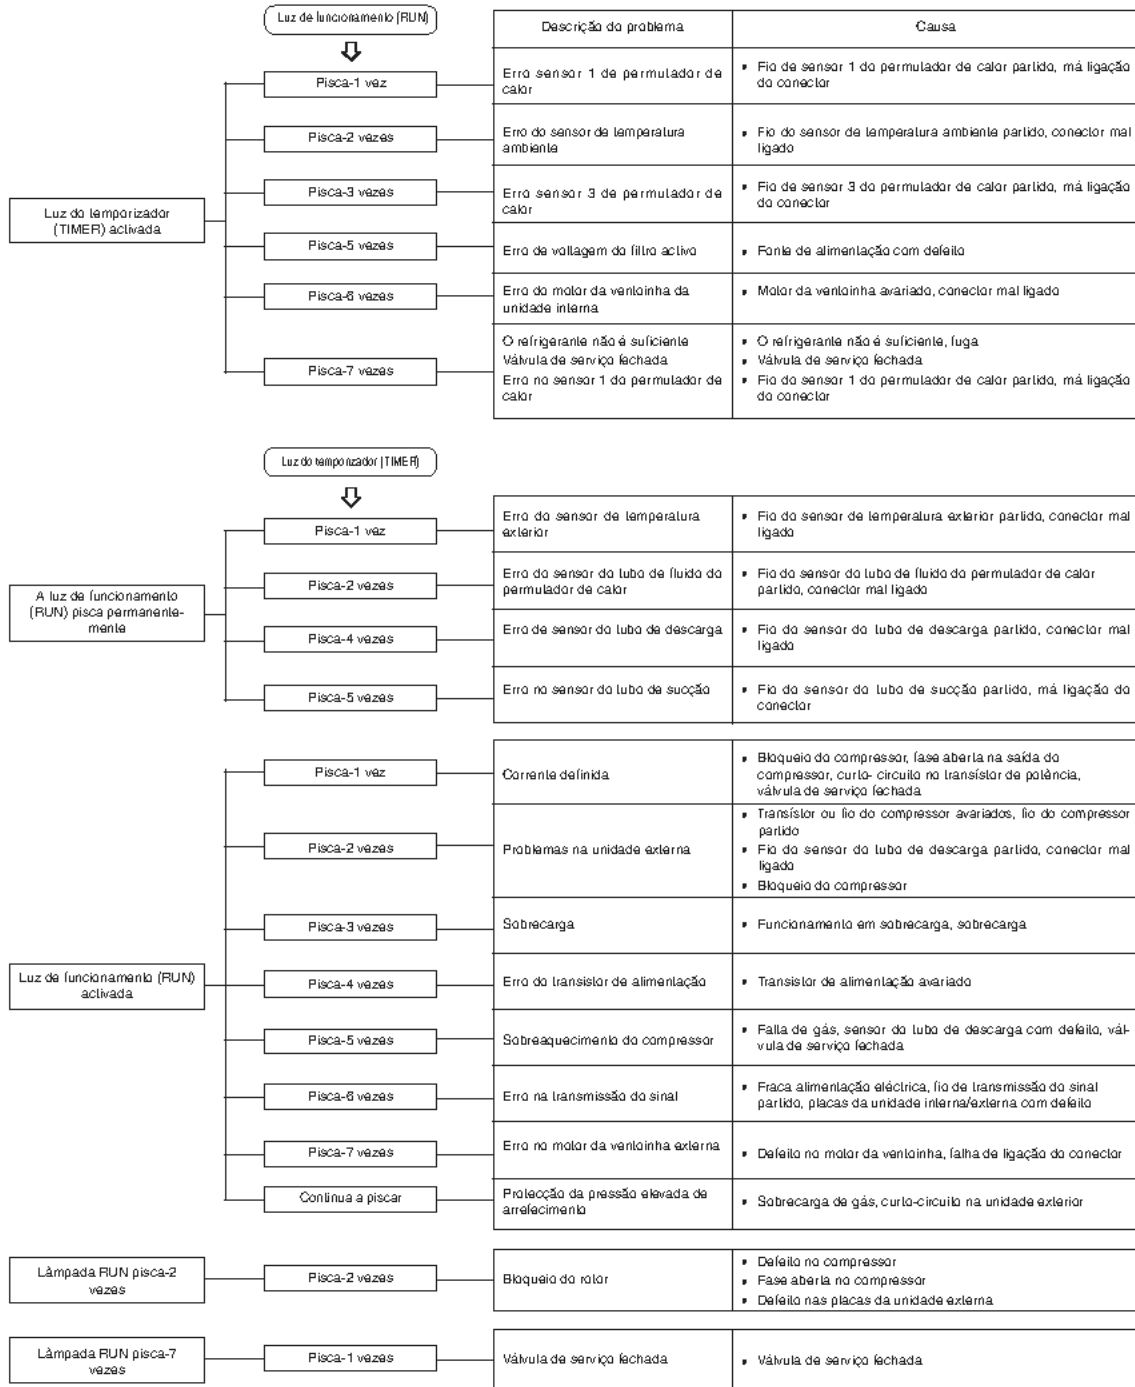 Luz de funcionamento (RUN)
Descrição do problema
Causa
Luz do temporizador
(TIMER) activada
Pisca-1 vez
Erro sensor 1 de permutador de
calor
• Fio de sensor 1 do permutador de calor partido, má ligação
do conector
Pisca-2 vezes
Erro do sensor de temperatura
ambiente
• Fio do sensor de temperatura ambiente partido, conector mal
ligado
Pisca-3 vezes
Erro sensor 3 de permutador de
calor
• Fio de sensor 3 do permutador de calor partido, má ligação
do conector
Pisca-5 vezes
Erro de voltagem do filtro activo
• Fonte de alimentação com defeito
Pisca-6 vezes
Erro do motor da ventoinha da
unidade interna
• Motor da ventoinha avariado, conector mal ligado
Pisca-7 vezes
O refrigerante não é suficiente
Válvula de serviço fechada
Erro no sensor 1 do permutador de
calor
• O refrigerante não é suficiente, fuga
• Válvula de serviço fechada
• Fio do sensor 1 do permutador de calor partido, má ligação
do conector
Luz do temporizador (TIMER)
A luz de funcionamento
(RUN) pisca permanente-
mente
Pisca-1 vez
Erro do sensor de temperatura
exterior
• Fio do sensor de temperatura exterior partido, conector mal
ligado
Pisca-2 vezes
Erro do sensor do tubo de fluido do
permutador de calor
• Fio do sensor do tubo de fluido do permutador de calor
partido, conector mal ligado
Pisca-4 vezes
Erro de sensor do tubo de descarga
• Fio do sensor do tubo de descarga partido, conector mal
ligado
Pisca-5 vezes
Erro no sensor do tubo de sucção
• Fio do sensor do tubo de sucção partido, má ligação do
conector
Luz de funcionamento (RUN)
activada
Pisca-1 vez
Corrente definida
• Bloqueio do compressor, fase aberta na saída do
compressor, curto- circuito no transístor de potência,
válvula de serviço fechada
Pisca-2 vezes
Problemas na unidade externa
• Transístor ou fio do compressor avariados, fio do compressor
partido
• Fio do sensor do tubo de descarga partido, conector mal
ligado
• Bloqueio do compressor
Pisca-3 vezes
Sobrecarga
• Funcionamento em sobrecarga, sobrecarga
Pisca-4 vezes
Erro do transistor de alimentação
• Transistor de alimentação avariado
Pisca-5 vezes
Sobreaquecimento do compressor
• Falta de gás, sensor do tubo de descarga com defeito, vál-
vula de serviço fechada
Pisca-6 vezes
Erro na transmissão do sinal
• Fraca alimentação eléctrica, fio de transmissão do sinal
partido, placas da unidade interna/externa com defeito
Pisca-7 vezes
Erro no motor da ventoinha externa
• Defeito no motor da ventoinha, falha de ligação do conector
Continua a piscar
Protecção da pressão elevada de
arrefecimento
• Sobrecarga de gás, curto-circuito na unidade exterior
Lâmpada RUN pisca-2
vezes
Pisca-2 vezes
Bloqueio do rotor
• Defeito no compressor
• Fase aberta no compressor
• Defeito nas placas da unidade externa
Lâmpada RUN pisca-7
vezes
Pisca-1 vezes
Válvula de serviço fechada
• Válvula de serviço fechada